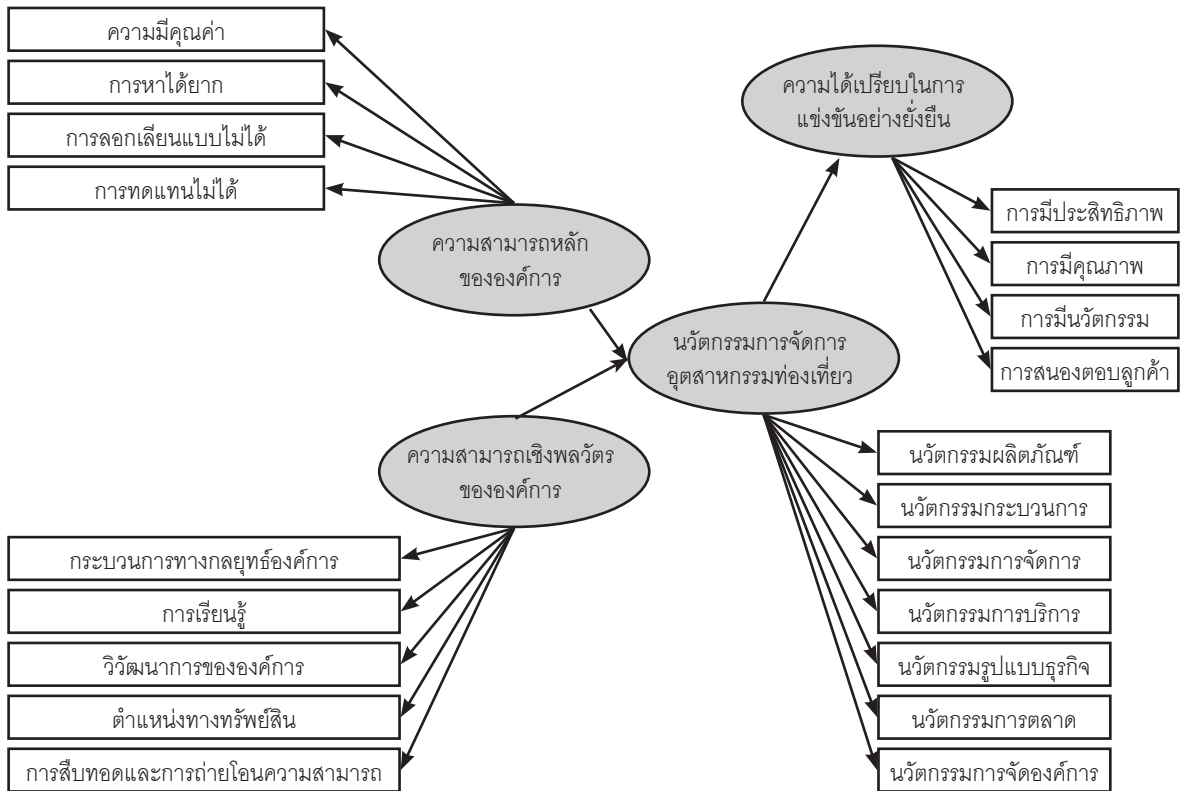 ความมีคุณค่า
การหาได้ยาก
การลอกเลียนแบบไม่ได้
การทดแทนไม่ได้
ความได้เปรียบในการ
แข่งขันอย่างยั่งยืน
การมีประสิทธิภาพ
การมีคุณภาพ
การมีนวัตกรรม
การสนองตอบลูกค้า
ความสามารถหลัก
ขององค์การ
นวัตกรรมการจัดการ
อุตสาหกรรมท่องเที่ยว
ความสามารถเชิงพลวัตร
ขององค์การ
กระบวนการทางกลยุทธ์องค์การ
การเรียนรู้
วิวัฒนาการขององค์การ
ตำแหน่งทางทรัพย์สิน
การสืบทอดและการถ่ายโอนความสามารถ
นวัตกรรมผลิตภัณฑ์
นวัตกรรมกระบวนการ
นวัตกรรมการจัดการ
นวัตกรรมการบริการ
นวัตกรรมรูปแบบธุรกิจ
นวัตกรรมการตลาด
นวัตกรรมการจัดองค์การ